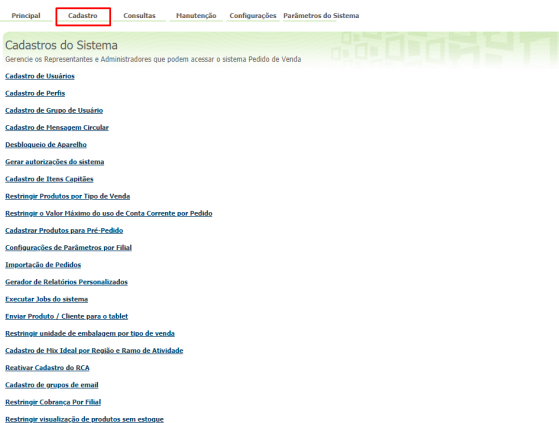 Principal Cadastro Consultas Manutenção Configurações Parâmetros do Sistema
Cadastros do Sistema
Gerencie os Representantes e Administradores que podem acessar o sistema Pedido de Venda
Cadastro de Usuários
Cadastro de Perfis
Cadastro de Grupo de Usuário
Cadastro de Mensagem Circular
Desbloqueio de Aparelho
Gerar autorizações do sistema
Cadastro de Itens Capitães
Restringir Produtos por Tipo de Venda
Restringir o Valor Máximo do uso de Conta Corrente por Pedido
Cadastrar Produtos para Pré-Pedido
Configurações de Parâmetros por Filial
Importação de Pedidos
Gerador de Relatórios Personalizados
Executar Jobs do sistema
Enviar Produto / Cliente para o tablet
Restringir unidade de embalagem por tipo de venda
Cadastro de Mix Ideal por Região e Ramo de Atividade
Reativar Cadastro do RCA
Cadastro de grupos de email
Restringir Cobrança Por Filial
Restringir visualização de produtos sem estoque